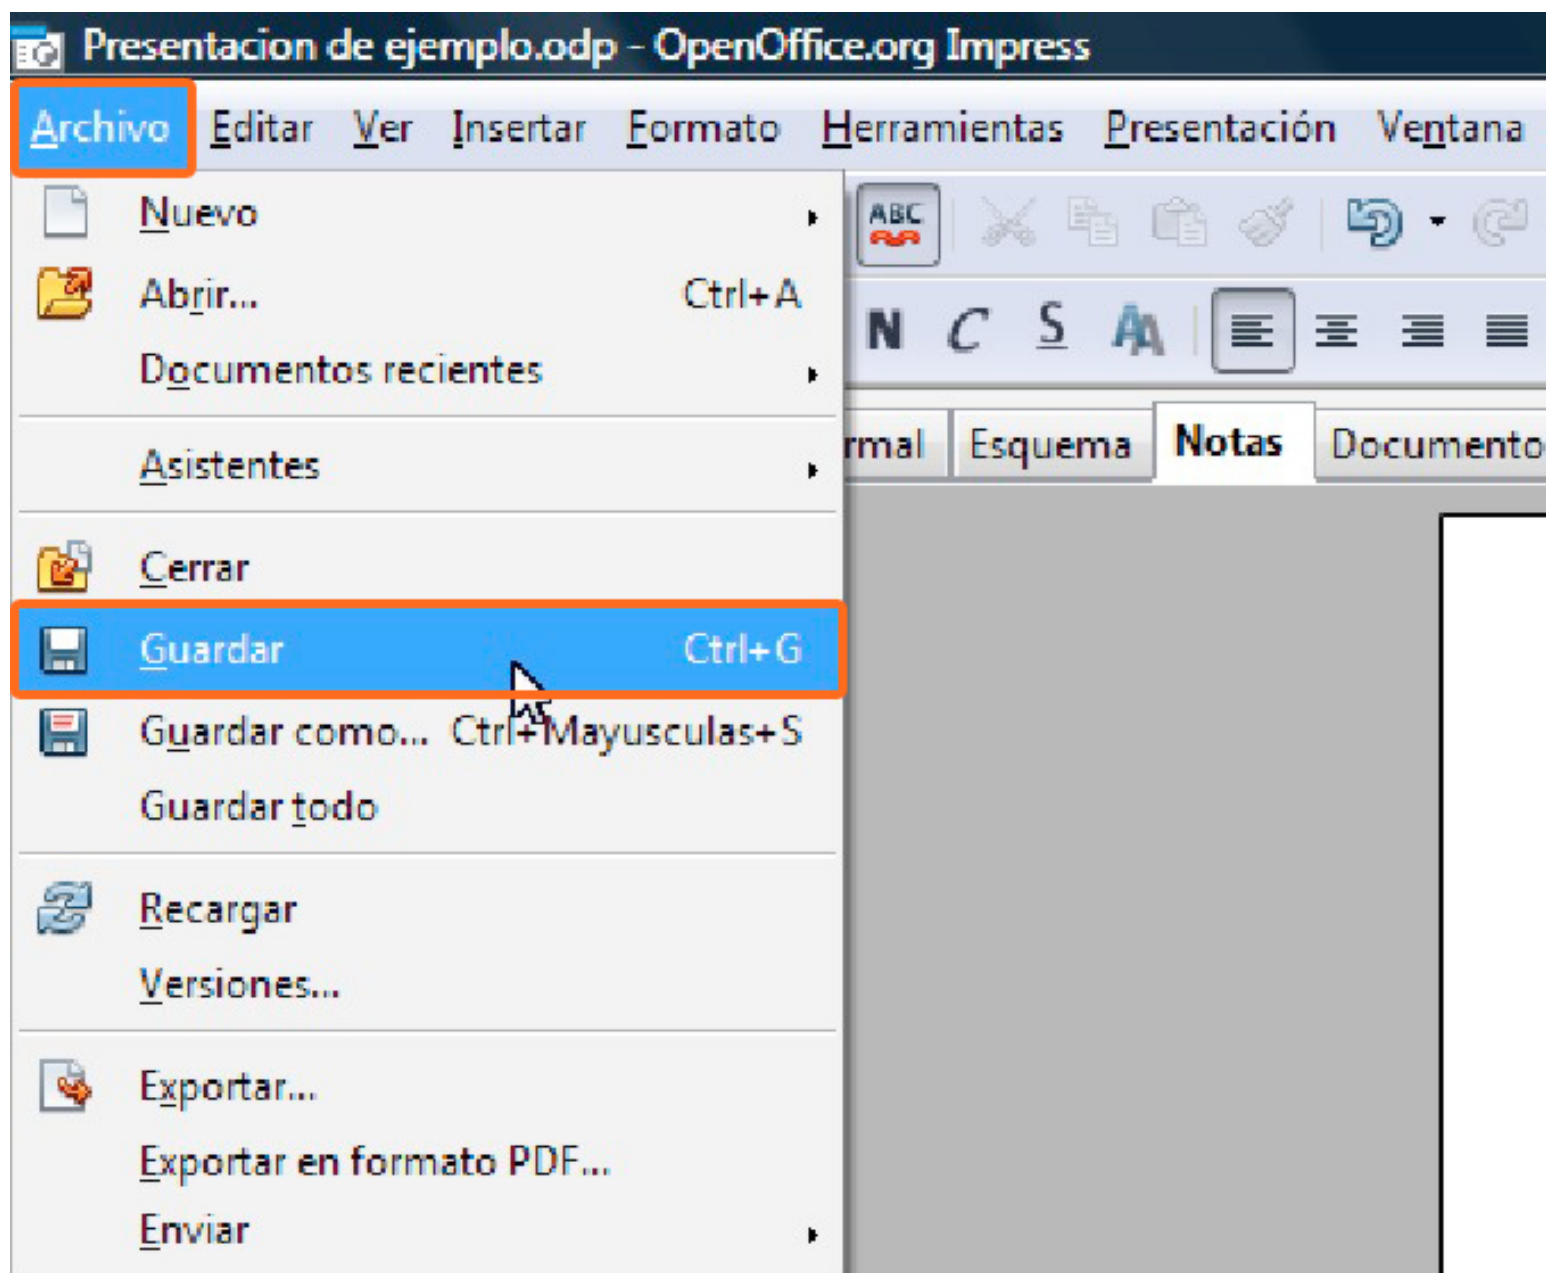 Presentacion de ejemplo.odp - OpenOffice.org Impress
Archivo Editar Ver Insertar Formato Herramientas Presentación Ventana
Nuevo
ABC
Abrir... Ctrl+A
N C S AA
Documentos recientes
rmal Esquema Notas Documento
Asistentes
Cerrar
Guardar Ctrl+G
Guardar como... Ctrl+Mayusculas+S
Guardar todo
Recargar
Versiones...
Exportar...
Exportar en formato PDF...
Enviar